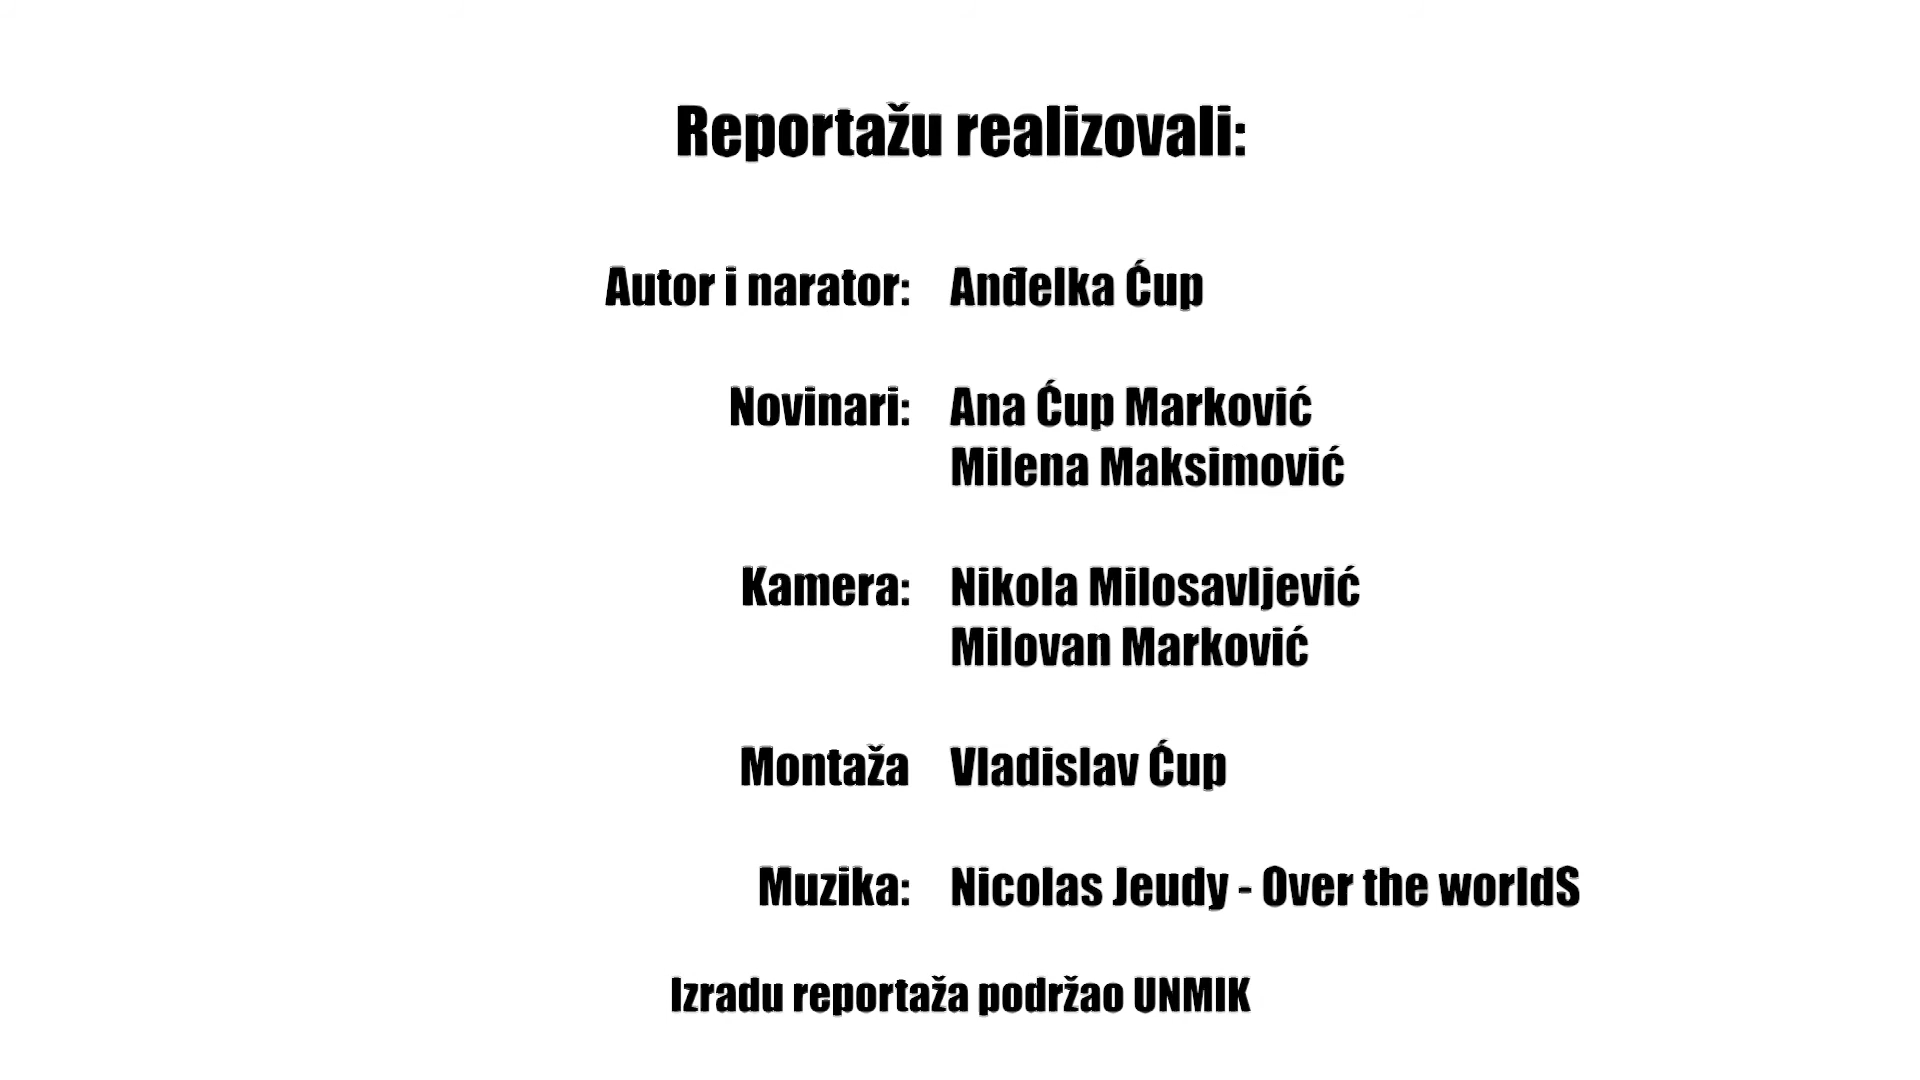 Reportažu realizovali:
Autor i narator: Anđelka Ćup
Novinari: Ana Ćup Marković
Milena Maksimović
Kamera: Nikola Milosavljević
Milovan Marković
Montaža Vladislav Ćup
Muzika: Nicolas Jeudy - Over the worldS
Izradu reportaža podržao UNMIK